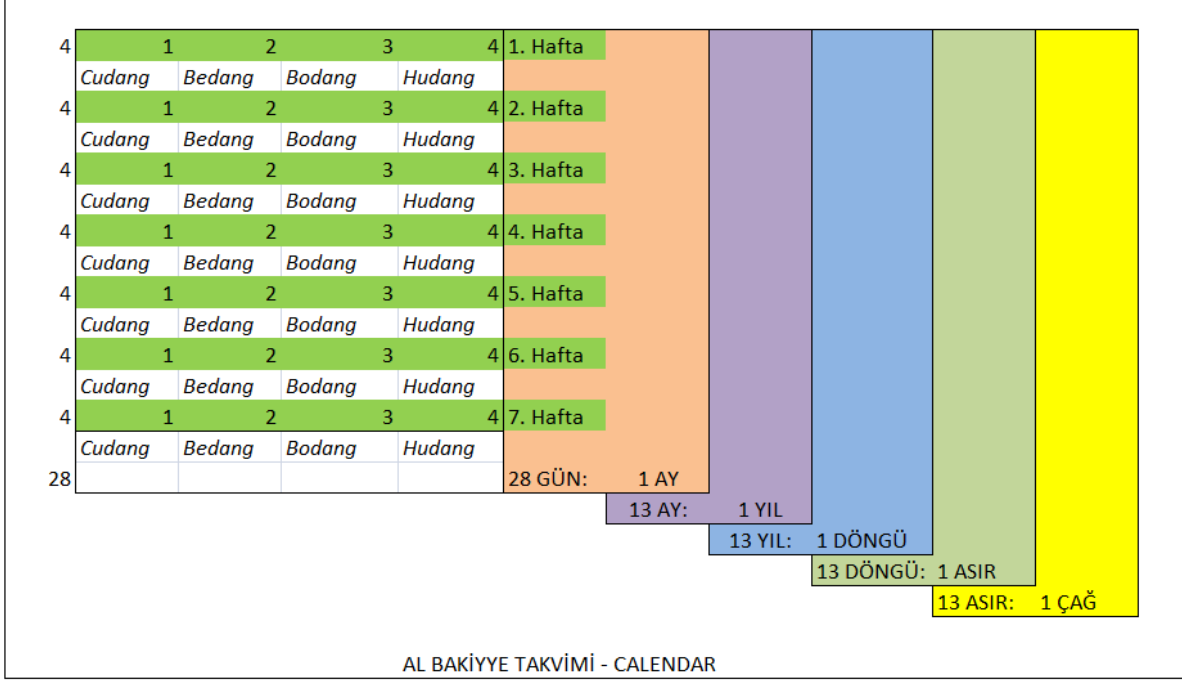 4 1 2 3 4 1. Hafta
Cudang Bedang Bodang Hudang
4 1 2 3 4 2. Hafta
Cudang Bedang Bodang Hudang
4 1 2 3 4 3. Hafta
Cudang Bedang Bodang Hudang
4 1 2 3 4 4. Hafta
Cudang Bedang Bodang Hudang
4 1 2 3 4 5. Hafta
Cudang Bedang Bodang Hudang
4 1 2 3 4 6. Hafta
Cudang Bedang Bodang Hudang
4 1 2 3 4 7. Hafta
Cudang Bedang Bodang Hudang
28 28 GÜN: 1 AY
13 AY: 1 YIL
13 YIL: 1 DÖNGÜ
13 DÖNGÜ: 1 ASIR
13 ASIR: 1 ÇAĞ
AL BAKİYYE TAKVİMİ - CALENDAR